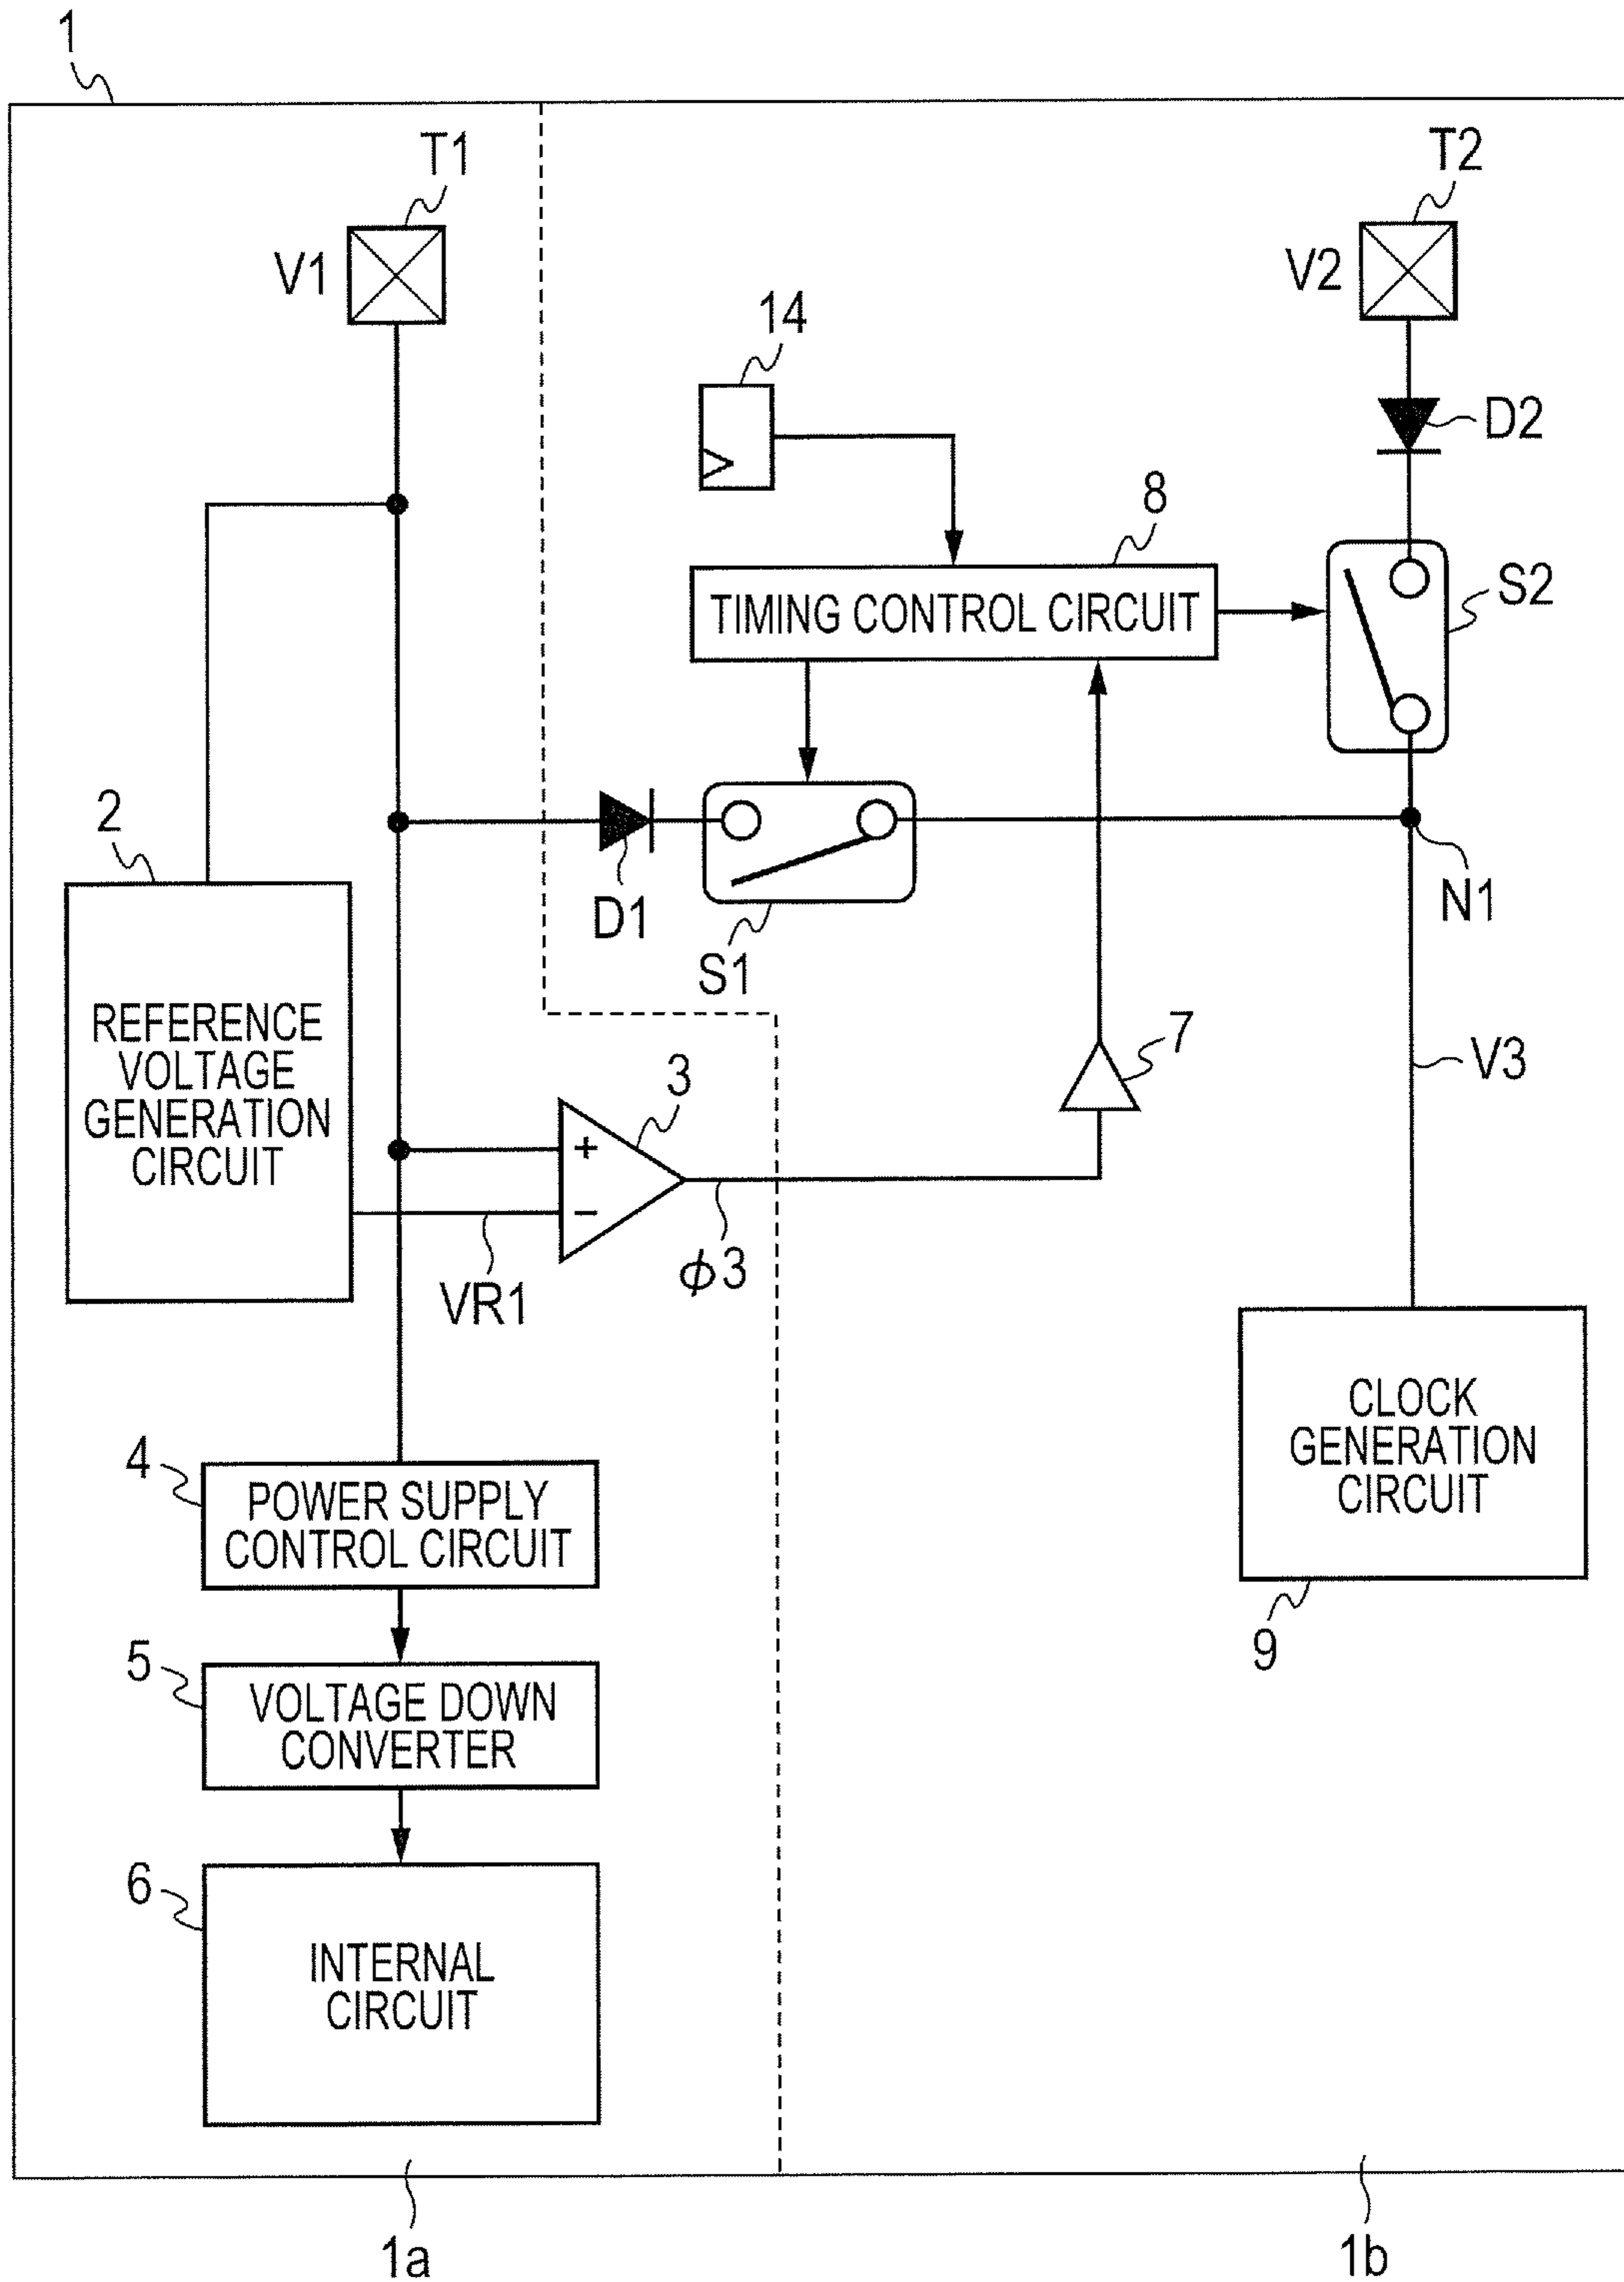 1
T1
T2
V1
V2
14
D2
8
S2
TIMING CONTROL CIRCUIT
2
D1
S1
N1
REFERENCE
VOLTAGE
GENERATION
CIRCUIT
7
V3
3
+
−
VR1
ϕ3
CLOCK
GENERATION
CIRCUIT
4
POWER SUPPLY
CONTROL CIRCUIT
9
5
VOLTAGE DOWN
CONVERTER
6
INTERNAL
CIRCUIT
1a
1b